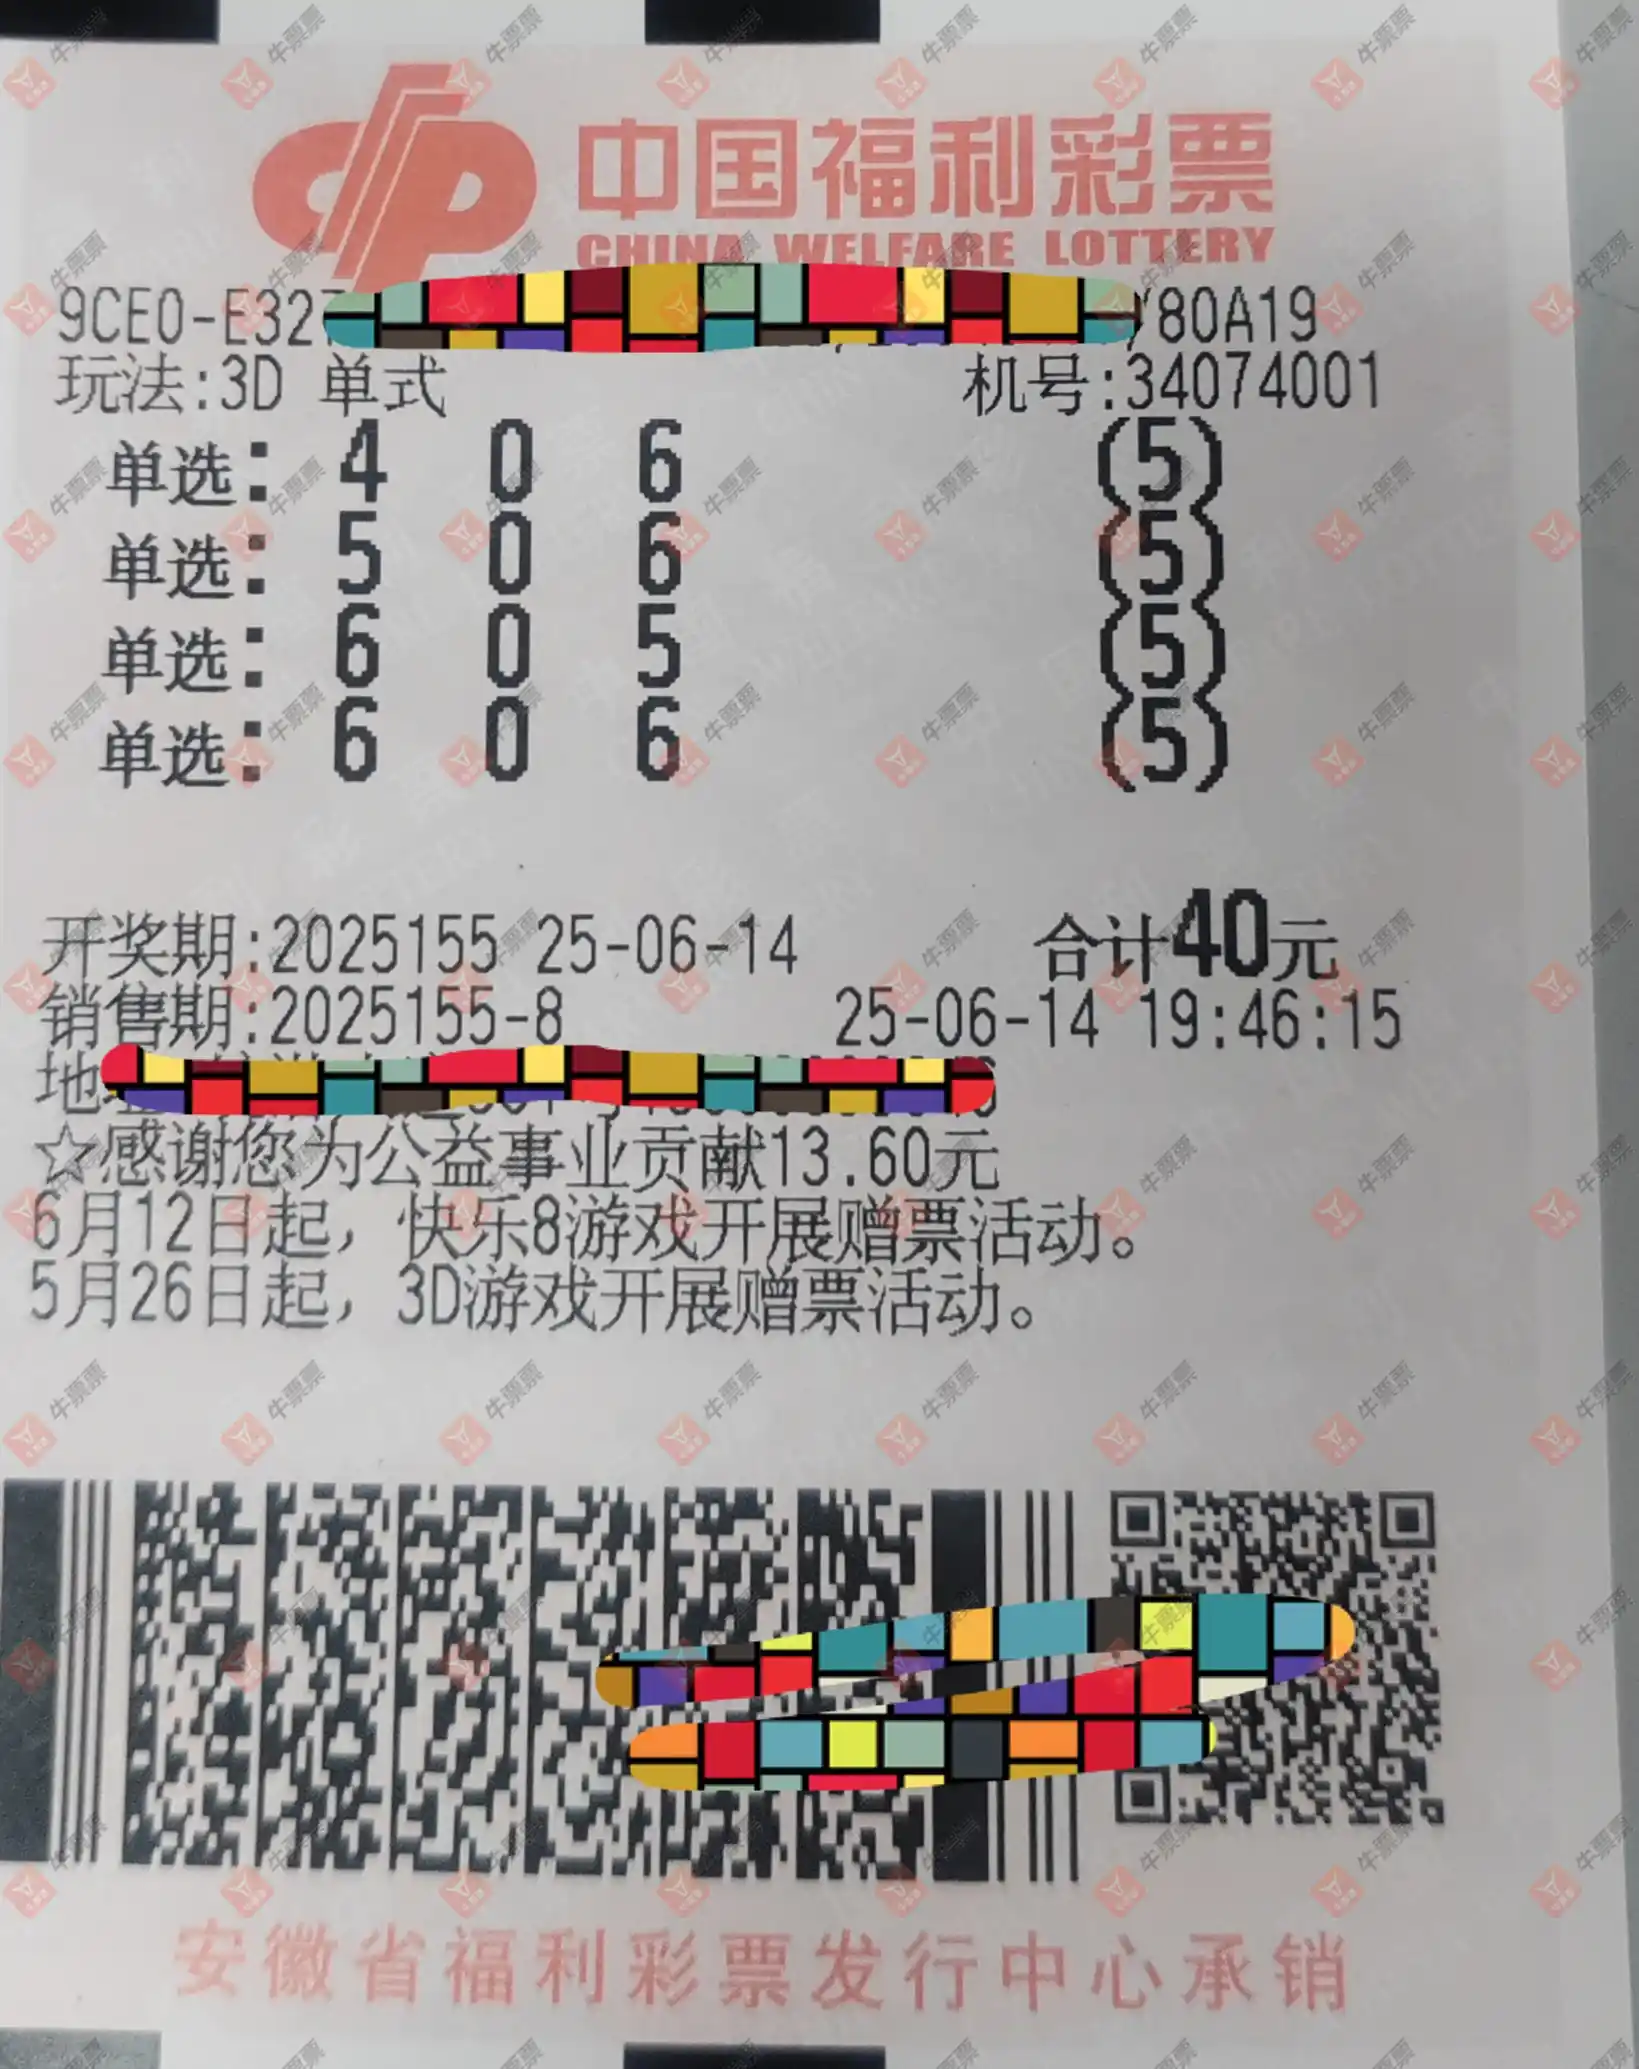 中国福利彩票
CHINA WELFARE LOTTERY
9CE0-E32 80A19
玩法:3D 单式 机号:34074001
单选: 4 0 6 (5)
单选: 5 0 6 (5)
单选: 6 0 5 (5)
单选: 6 0 6 (5)
开奖期:2025155 25-06-14 合计40元
销售期:2025155-8 25-06-14 19:46:15
地
☆感谢您为公益事业贡献13.60元
6月12日起，快乐8游戏开展赠票活动。
5月26日起，3D游戏开展赠票活动。
安徽省福利彩票发行中心承销
牛票票